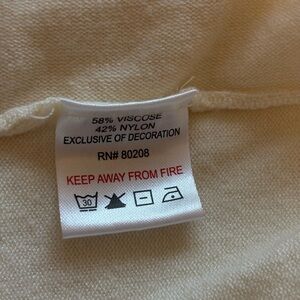 58% VISCOSE
42% NYLON
EXCLUSIVE OF DECORATION
RN# 80208
KEEP AWAY FROM FIRE
30